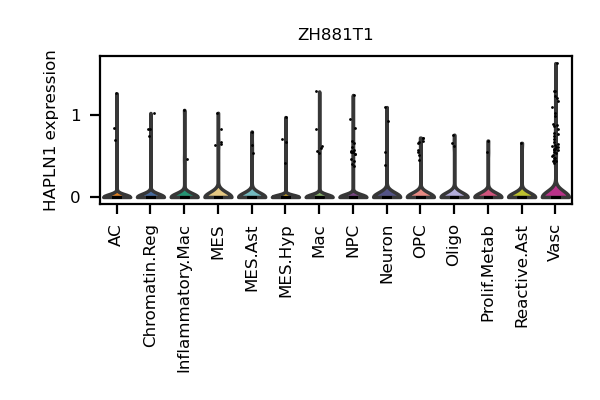 ZH881T1
HAPLN1 expression
1
0
AC
Chromatin.Reg
Inflammatory.Mac
MES
MES.Ast
MES.Hyp
Mac
NPC
Neuron
OPC
Oligo
Prolif.Metab
Reactive.Ast
Vasc